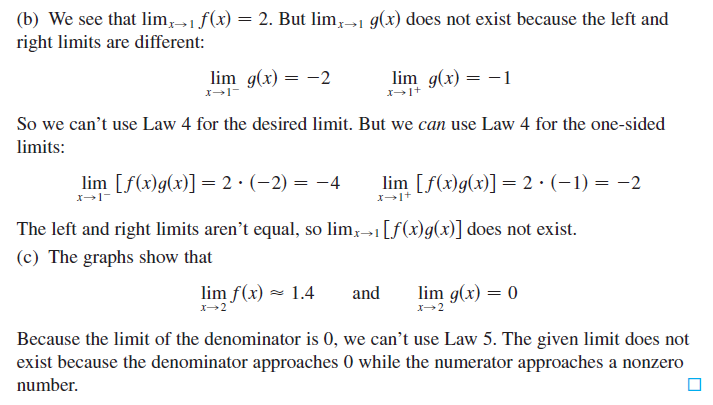 (b) We see that lim_{x→1} f(x) = 2. But lim_{x→1} g(x) does not exist because the left and
right limits are different:
lim_{x→1⁻} g(x) = −2 lim_{x→1⁺} g(x) = −1
So we can’t use Law 4 for the desired limit. But we can use Law 4 for the one-sided
limits:
lim_{x→1⁻} [f(x)g(x)] = 2 · (−2) = −4 lim_{x→1⁺} [f(x)g(x)] = 2 · (−1) = −2
The left and right limits aren’t equal, so lim_{x→1} [f(x)g(x)] does not exist.
(c) The graphs show that
lim_{x→2} f(x) ≈ 1.4 and lim_{x→2} g(x) = 0
Because the limit of the denominator is 0, we can’t use Law 5. The given limit does not
exist because the denominator approaches 0 while the numerator approaches a nonzero
number.